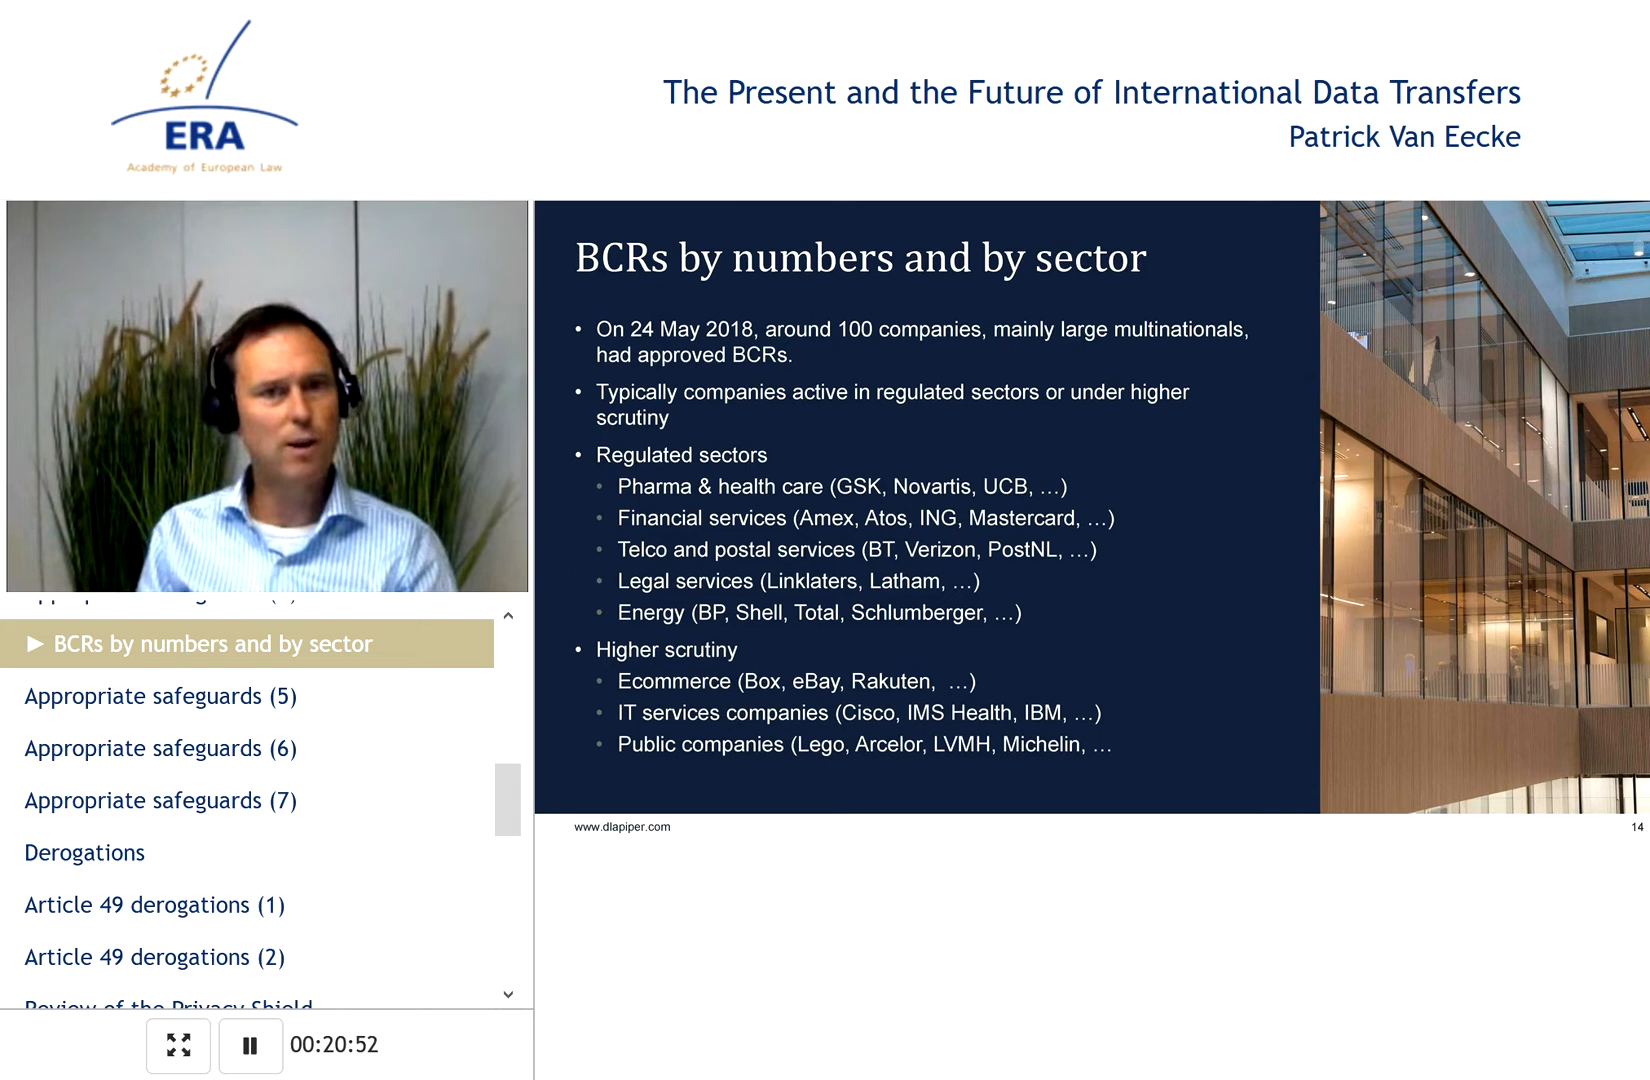 ERA
Academy of European Law
The Present and the Future of International Data Transfers
Patrick Van Eecke
BCRs by numbers and by sector
• On 24 May 2018, around 100 companies, mainly large multinationals,
had approved BCRs.
• Typically companies active in regulated sectors or under higher
scrutiny
• Regulated sectors
• Pharma & health care (GSK, Novartis, UCB, …)
• Financial services (Amex, Atos, ING, Mastercard, …)
• Telco and postal services (BT, Verizon, PostNL, …)
• Legal services (Linklaters, Latham, …)
• Energy (BP, Shell, Total, Schlumberger, …)
• Higher scrutiny
• Ecommerce (Box, eBay, Rakuten,  …)
• IT services companies (Cisco, IMS Health, IBM, …)
• Public companies (Lego, Arcelor, LVMH, Michelin, …
www.dlapiper.com
14
► BCRs by numbers and by sector
Appropriate safeguards (5)
Appropriate safeguards (6)
Appropriate safeguards (7)
Derogations
Article 49 derogations (1)
Article 49 derogations (2)
Review of the Privacy Shield
00:20:52